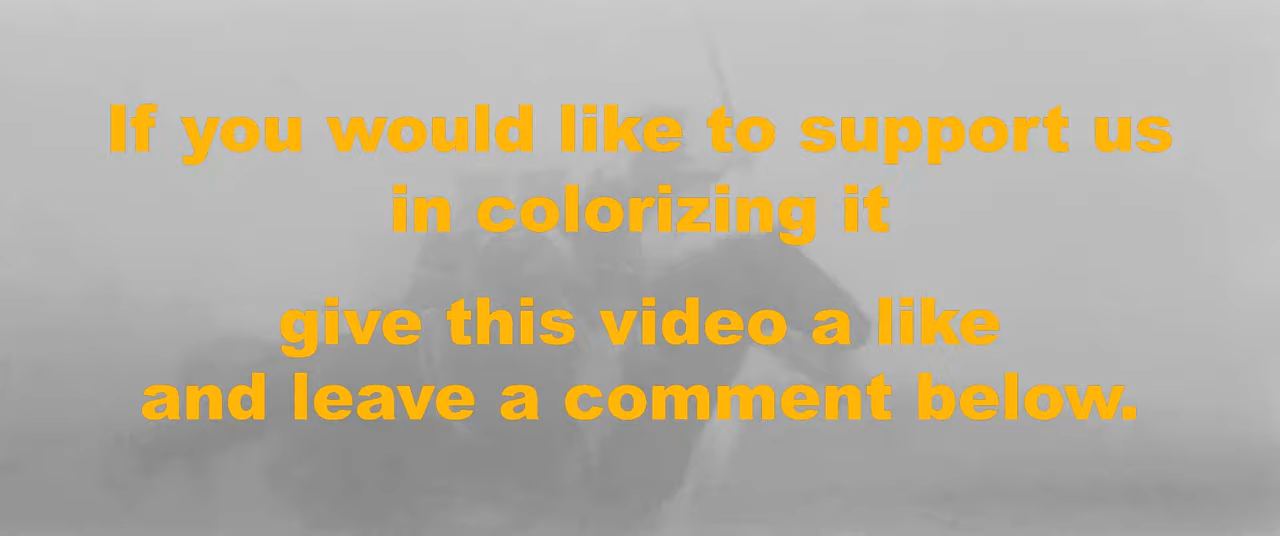 If you would like to support us
in colorizing it
give this video a like
and leave a comment below.